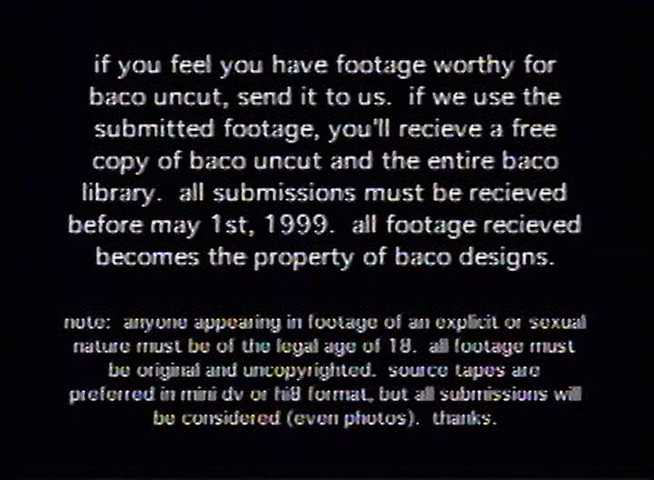 if you feel you have footage worthy for
baco uncut, send it to us.  if we use the
submitted footage, you'll recieve a free
copy of baco uncut and the entire baco
library.  all submissions must be recieved
before may 1st, 1999.  all footage recieved
becomes the property of baco designs.
note:  anyone appearing in footage of an explicit or sexual
nature must be of the legal age of 18.  all footage must
be original and uncopyrighted.  source tapes are
preferred in mini dv or hi8 format, but all submissions will
be considered (even photos).  thanks.